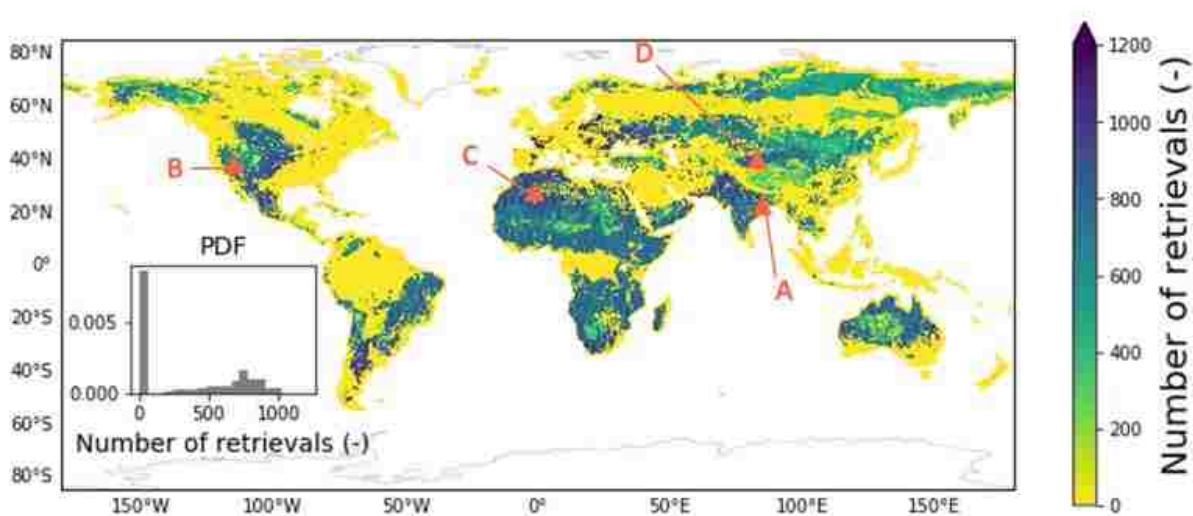 80°N
60°N
40°N
20°N
0°
20°S
40°S
60°S
80°S
150°W 100°W 50°W 0° 50°E 100°E 150°E
D
B
C
A
PDF
0.005
0.000
0 500 1000
Number of retrievals (-)
1200
1000
800
600
400
200
0
Number of retrievals (-)